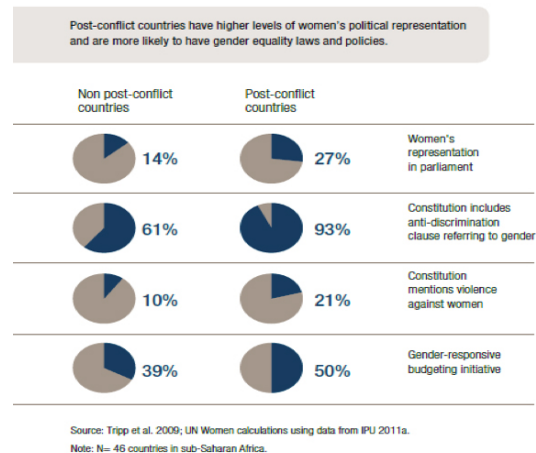 Post-conflict countries have higher levels of women's political representation
and are more likely to have gender equality laws and policies.
Non post-conflict
countries
Post-conflict
countries
14%
27%
Women's
representation
in parliament
61%
93%
Constitution includes
anti-discrimination
clause referring to gender
10%
21%
Constitution
mentions violence
against women
39%
50%
Gender-responsive
budgeting initiative
Source: Tripp et al. 2009; UN Women calculations using data from IPU 2011a.
Note: N= 46 countries in sub-Saharan Africa.